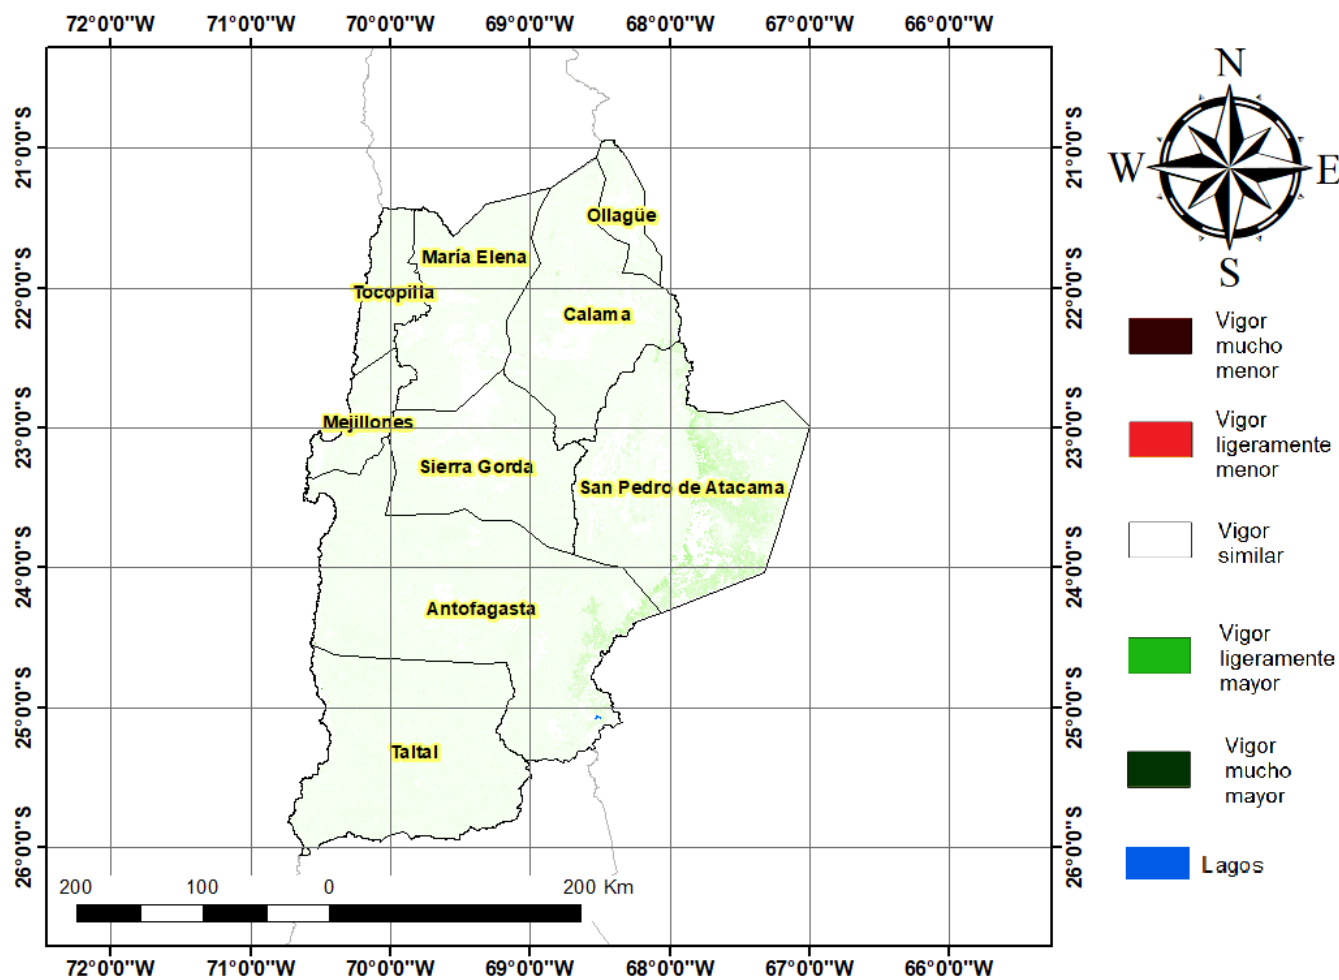 72°0'0"W 71°0'0"W 70°0'0"W 69°0'0"W 68°0'0"W 67°0'0"W 66°0'0"W
21°0'0"S
22°0'0"S
23°0'0"S
24°0'0"S
25°0'0"S
26°0'0"S
Ollagüe
María Elena
Tocopilla
Calama
Mejillones
Sierra Gorda
San Pedro de Atacama
Antofagasta
Taltal
200 100 0 200 Km
72°0'0"W 71°0'0"W 70°0'0"W 69°0'0"W 68°0'0"W 67°0'0"W 66°0'0"W
21°0'0"S
22°0'0"S
23°0'0"S
24°0'0"S
25°0'0"S
26°0'0"S
N
W E
S
Vigor
mucho
menor
Vigor
ligeramente
menor
Vigor
similar
Vigor
ligeramente
mayor
Vigor
mucho
mayor
Lagos